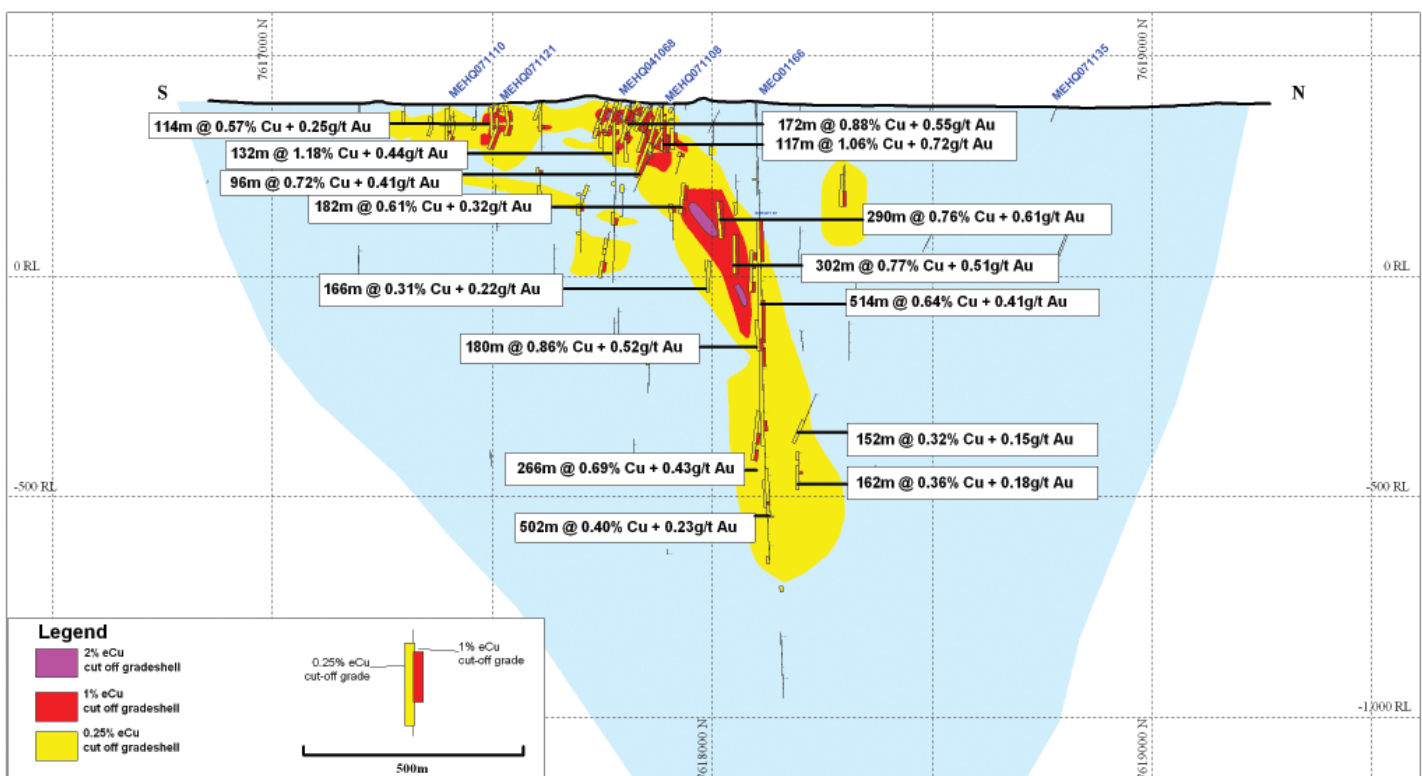 7617000 N
7619000 N
MEHQ071110
MEHQ071121
MEHQ041068
MEHQ071108
MEQ01166
MEHQ071135
S
N
114m @ 0.57% Cu + 0.25g/t Au
172m @ 0.88% Cu + 0.55g/t Au
132m @ 1.18% Cu + 0.44g/t Au
117m @ 1.06% Cu + 0.72g/t Au
96m @ 0.72% Cu + 0.41g/t Au
182m @ 0.61% Cu + 0.32g/t Au
290m @ 0.76% Cu + 0.61g/t Au
0 RL
302m @ 0.77% Cu + 0.51g/t Au
0 RL
166m @ 0.31% Cu + 0.22g/t Au
514m @ 0.64% Cu + 0.41g/t Au
180m @ 0.86% Cu + 0.52g/t Au
152m @ 0.32% Cu + 0.15g/t Au
266m @ 0.69% Cu + 0.43g/t Au
162m @ 0.36% Cu + 0.18g/t Au
-500 RL
-500 RL
502m @ 0.40% Cu + 0.23g/t Au
Legend
2% eCu
cut off gradeshell
1% eCu
cut off gradeshell
0.25% eCu
cut off gradeshell
0.25% eCu
cut-off grade
1% eCu
cut-off grade
500m
-1,000 RL
7618000 N
7619000 N